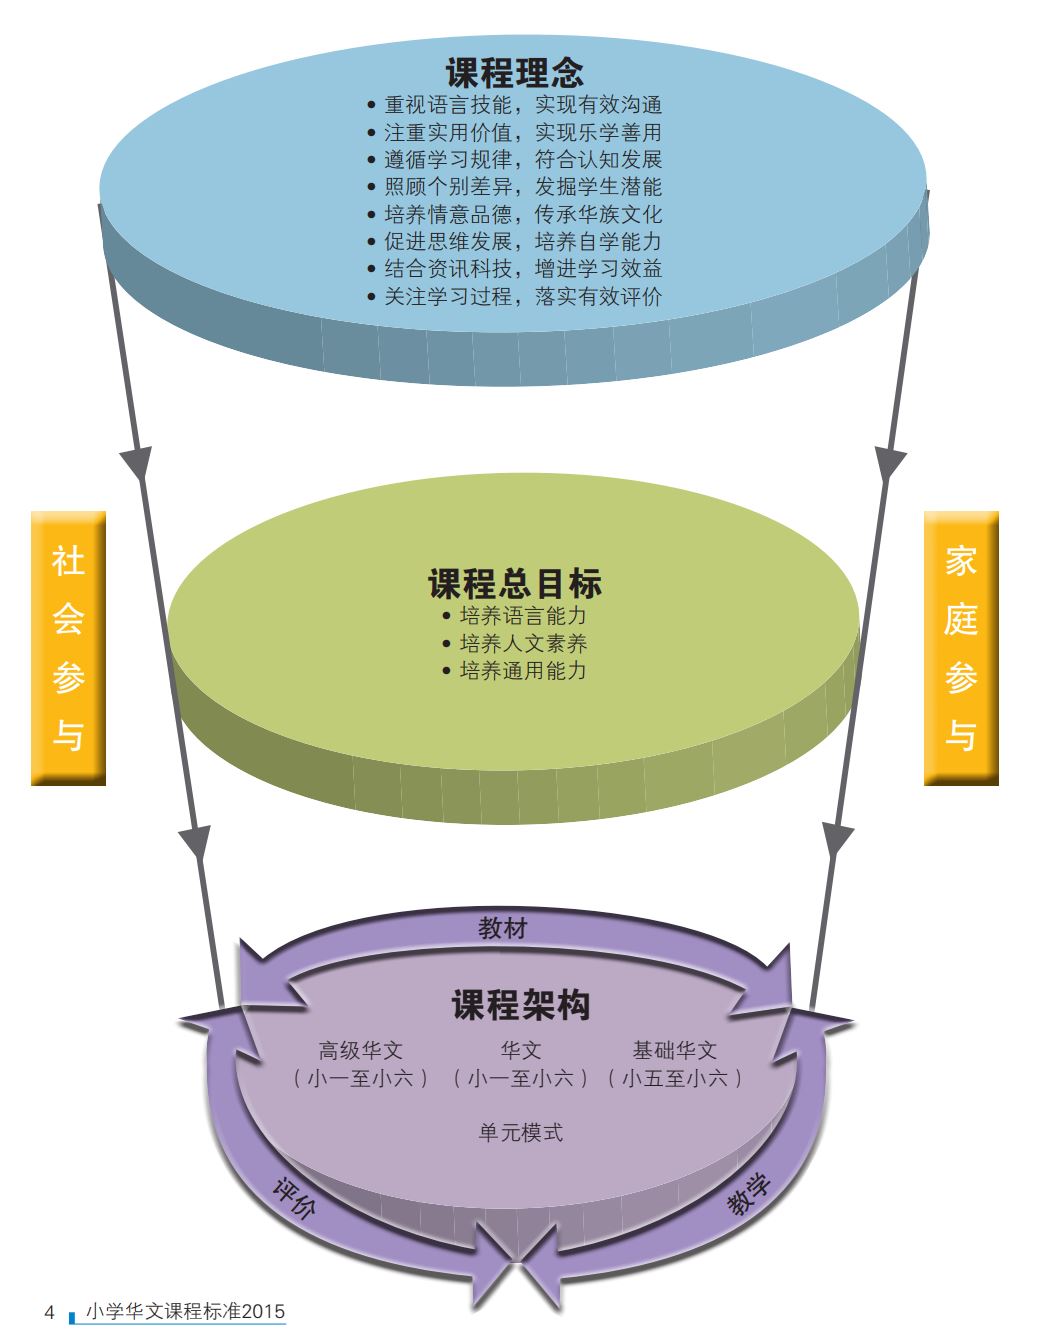 课程理念
• 重视语言技能，实现有效沟通
• 注重实用价值，实现乐学善用
• 遵循学习规律，符合认知发展
• 照顾个别差异，发掘学生潜能
• 培养情意品德，传承华族文化
• 促进思维发展，培养自学能力
• 结合资讯科技，增进学习效益
• 关注学习过程，落实有效评价
社会参与
家庭参与
课程总目标
• 培养语言能力
• 培养人文素养
• 培养通用能力
教材
课程架构
高级华文 华文 基础华文
（小一至小六） （小一至小六） （小五至小六）
单元模式
评价
教学
4 小学华文课程标准2015